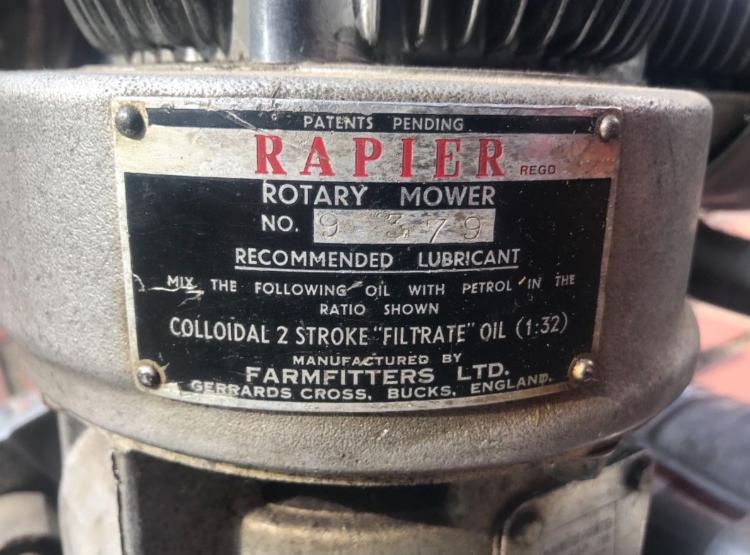 PATENTS PENDING
RAPIER REGD
ROTARY MOWER
NO. 9 379
RECOMMENDED LUBRICANT
MIX THE FOLLOWING OIL WITH PETROL IN THE
RATIO SHOWN
COLLOIDAL 2 STROKE "FILTRATE" OIL (1:32)
MANUFACTURED BY
FARMFITTERS LTD.
GERRARDS CROSS, BUCKS, ENGLAND.